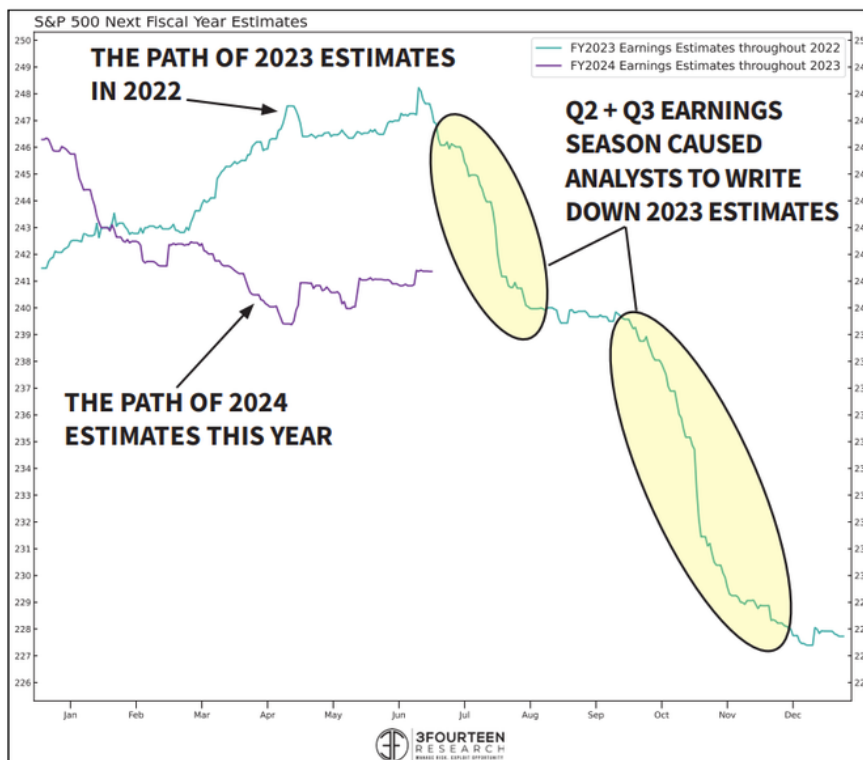 S&P 500 Next Fiscal Year Estimates
FY2023 Earnings Estimates throughout 2022
FY2024 Earnings Estimates throughout 2023
THE PATH OF 2023 ESTIMATES
IN 2022
Q2 + Q3 EARNINGS
SEASON CAUSED
ANALYSTS TO WRITE
DOWN 2023 ESTIMATES
THE PATH OF 2024
ESTIMATES THIS YEAR
250
249
248
247
246
245
244
243
242
241
240
239
238
237
236
235
234
233
232
231
230
229
228
227
226
Jan Feb Mar Apr May Jun Jul Aug Sep Oct Nov Dec
3FOURTEEN
RESEARCH
MANAGE RISK. EXPLOIT OPPORTUNITY